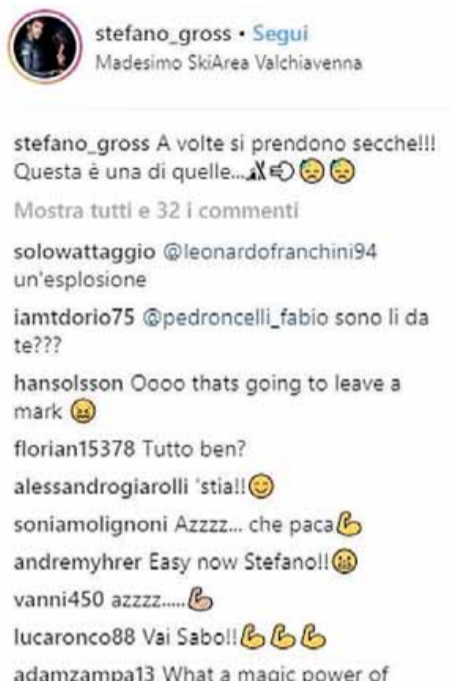 stefano_gross • Segui
Madesimo SkiArea Valchiavenna
stefano_gross A volte si prendono secche!!!
Questa è una di quelle...⛷💨😓😓
Mostra tutti e 32 i commenti
solowattaggio @leonardofranchini94
un'esplosione
iamtdorio75 @pedroncelli_fabio sono li da
te???
hansolsson Oooo thats going to leave a
mark 😖
florian15378 Tutto ben?
alessandrogiarolli 'stia!!😊
soniamolignoni Azzzz... che paca💪
andremyhrer Easy now Stefano!!😬
vanni450 azzzz.....💪🏼
lucaronco88 Vai Sabo!!💪💪💪
adamzampa13 What a magic power of